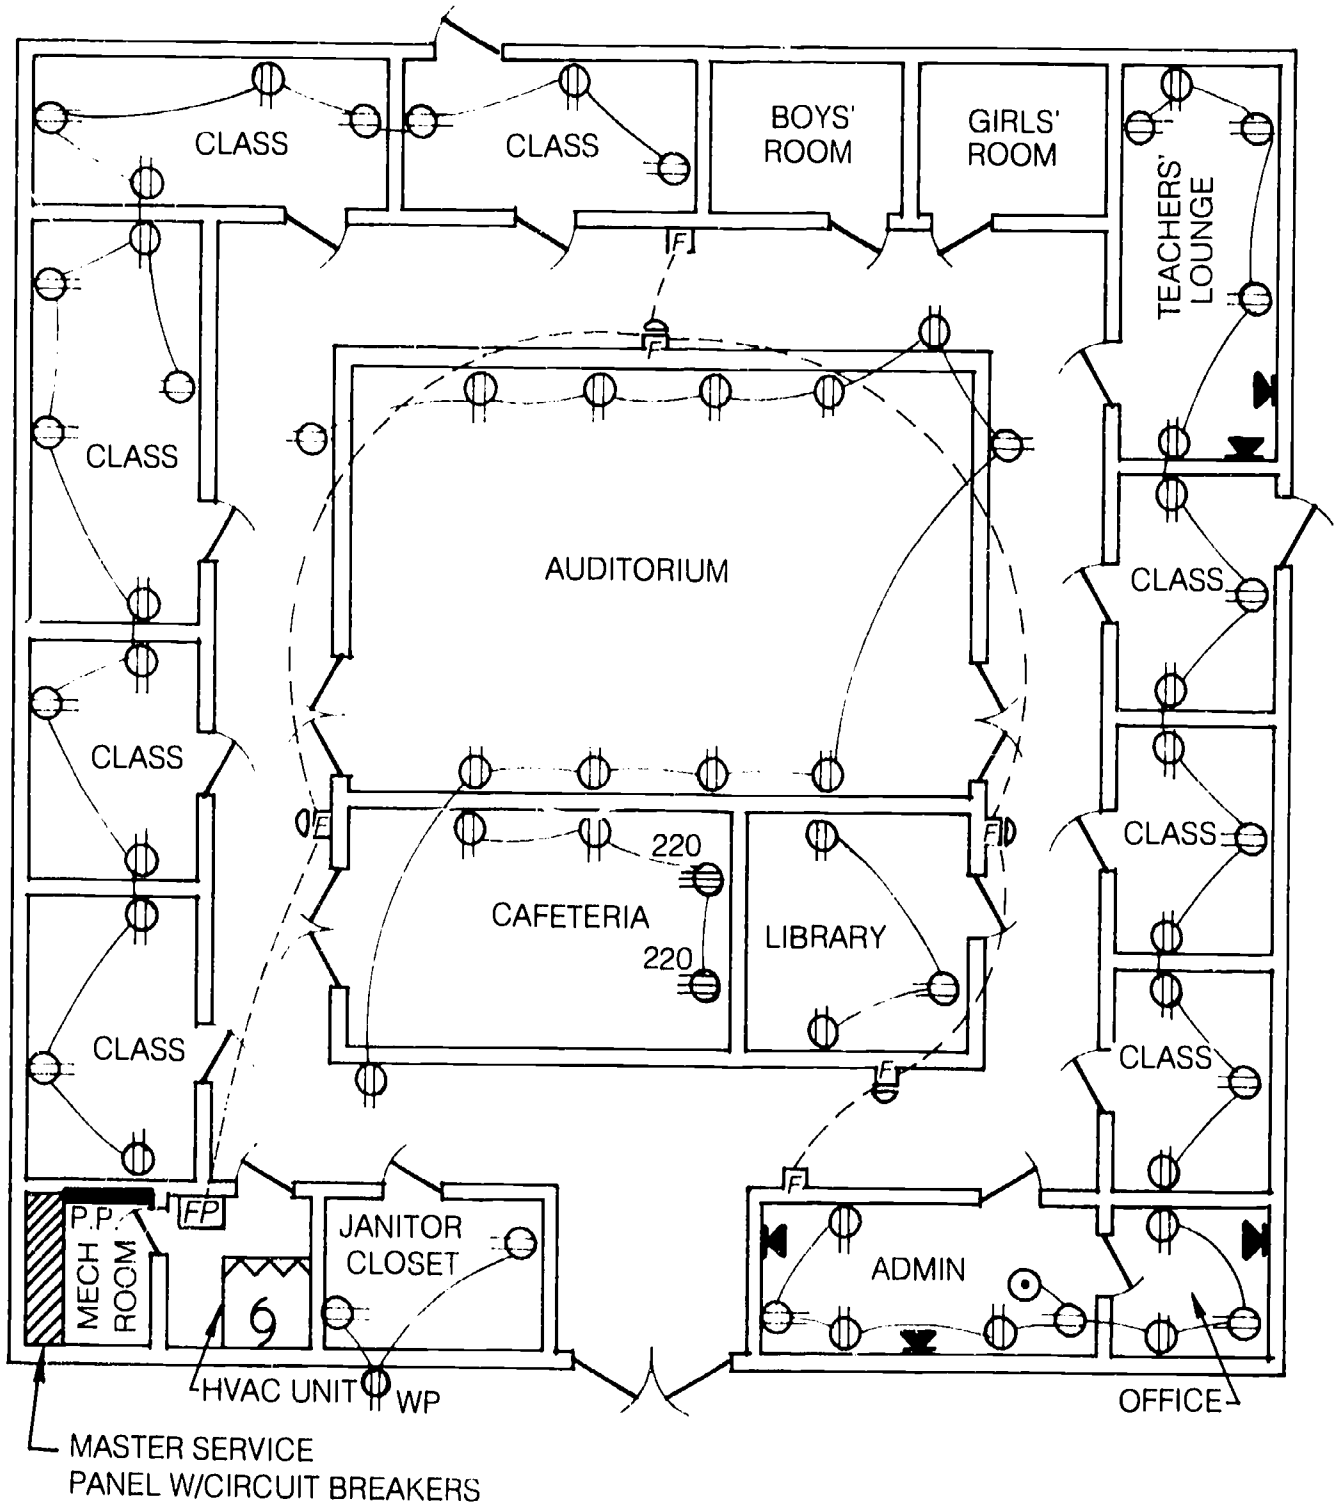 CLASS
CLASS
BOYS'
ROOM
GIRLS'
ROOM
TEACHERS'
LOUNGE
F
F
CLASS
AUDITORIUM
CLASS
CLASS
F
220
F
CLASS
CAFETERIA
LIBRARY
220
CLASS
CLASS
F
F
P.P.
FP
MECH
ROOM
JANITOR
CLOSET
ADMIN
HVAC UNIT
WP
OFFICE
MASTER SERVICE
PANEL W/CIRCUIT BREAKERS